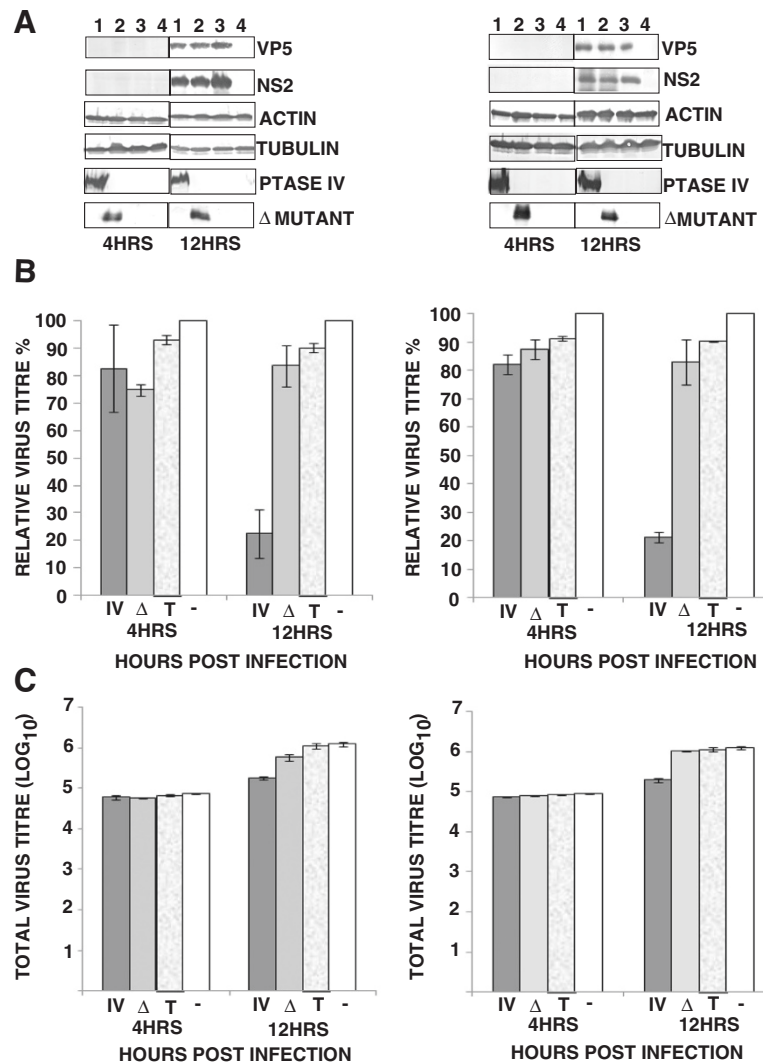 A
1 2 3 4 1 2 3 4
VP5
NS2
ACTIN
TUBULIN
PTASE IV
Δ MUTANT
4HRS 12HRS
1 2 3 4 1 2 3 4
VP5
NS2
ACTIN
TUBULIN
PTASE IV
ΔMUTANT
4HRS 12HRS
B
RELATIVE VIRUS TITRE %
100
90
80
70
60
50
40
30
20
10
0
IV Δ T - IV Δ T -
4HRS 12HRS
HOURS POST INFECTION
RELATIVE VIRUS TITRE %
100
90
80
70
60
50
40
30
20
10
0
IV Δ T - IV Δ T -
4HRS 12HRS
HOURS POST INFECTION
C
TOTAL VIRUS TITRE (LOG10)
7
6
5
4
3
2
1
IV Δ T - IV Δ T -
4HRS 12HRS
HOURS POST INFECTION
TOTAL VIRUS TITRE (LOG10)
7
6
5
4
3
2
1
IV Δ T - IV Δ T -
4HRS 12HRS
HOURS POST INFECTION